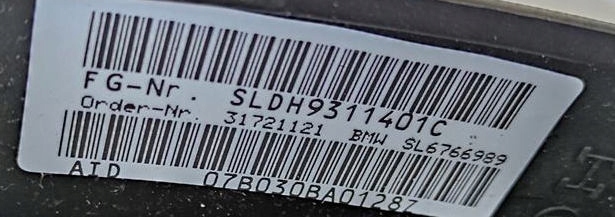 FG-Nr. SLDH9311401C
Order-Nr. 31721121 BMW SL6766989
AID 07B030BA01287